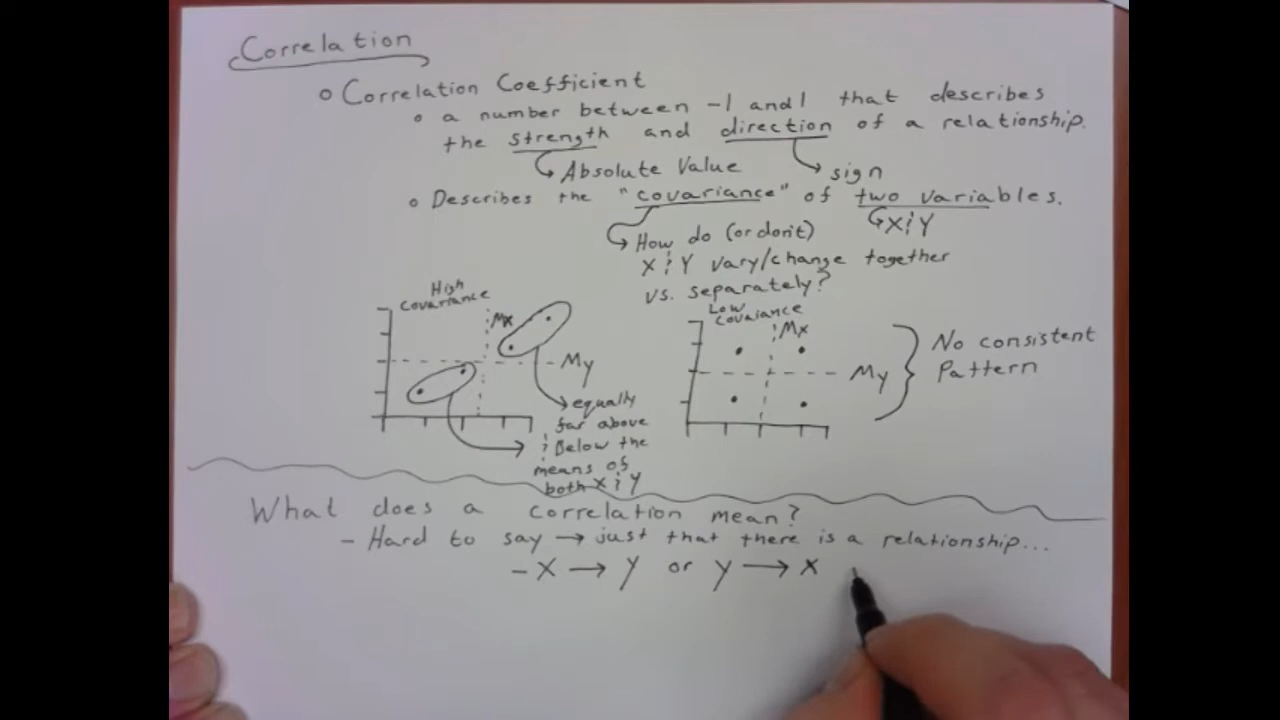 Correlation
o Correlation Coefficient
o a number between -1 and 1 that describes
the strength and direction of a relationship.
Absolute Value
sign
o Describes the "covariance" of two variables.
X & Y
How do (or don't)
X & Y vary/change together
vs. separately?
High
Covariance
Mx
My
equally
far above
& Below the
means of
both X & Y
Low
Covaiance
Mx
My
No consistent
Pattern
What does a correlation mean?
- Hard to say → just that there is a relationship...
- X → Y or Y → X